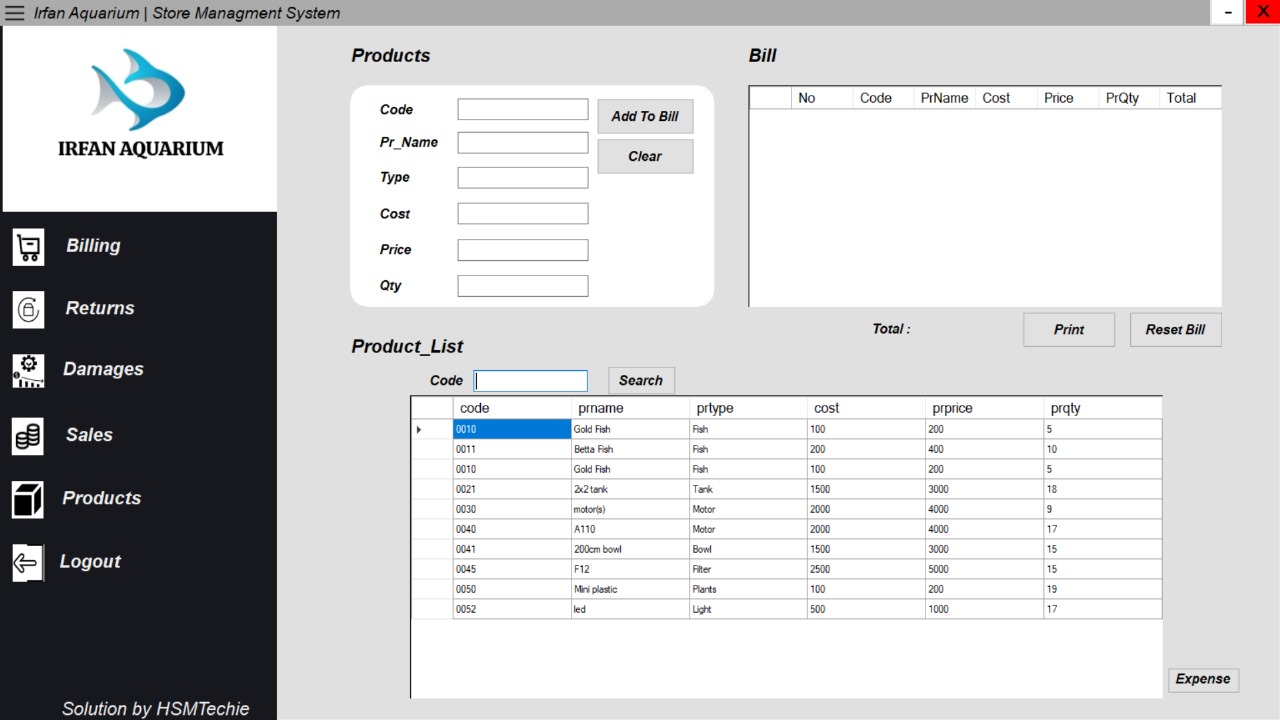 Irfan Aquarium | Store Managment System
-
X
IRFAN AQUARIUM
Billing
Returns
Damages
Sales
Products
Logout
Solution by HSMTechie
Products
Code
Pr_Name
Type
Cost
Price
Qty
Add To Bill
Clear
Bill
No Code PrName Cost Price PrQty Total
Total :
Print
Reset Bill
Product_List
Code
Search
code prname prtype cost prprice prqty
0010 Gold Fish Fish 100 200 5
0011 Betta Fish Fish 200 400 10
0010 Gold Fish Fish 100 200 5
0021 2x2 tank Tank 1500 3000 18
0030 motor(s) Motor 2000 4000 9
0040 A110 Motor 2000 4000 17
0041 200cm bowl Bowl 1500 3000 15
0045 F12 Filter 2500 5000 15
0050 Mini plastic Plants 100 200 19
0052 led Light 500 1000 17
Expense